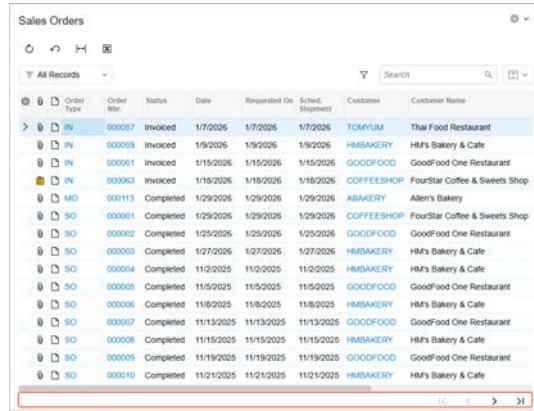 Sales Orders
All Records
Search
Order Type Order Nbr. Status Date Requested On Sched. Shipment Customer Customer Name
IN 000057 Invoiced 1/7/2026 1/7/2026 1/7/2026 TOMYUM Thai Food Restaurant
IN 000059 Invoiced 1/9/2026 1/9/2026 1/9/2026 HMBAKERY HM's Bakery & Cafe
IN 000061 Invoiced 1/15/2026 1/15/2026 1/15/2026 GOODFOOD GoodFood One Restaurant
IN 000063 Invoiced 1/18/2026 1/18/2026 1/18/2026 COFFEESHOP FourStar Coffee & Sweets Shop
MO 000113 Completed 1/29/2026 1/29/2026 1/29/2026 ABAKERY Allen's Bakery
SO 000001 Completed 1/29/2026 1/29/2026 1/29/2026 COFFEESHOP FourStar Coffee & Sweets Shop
SO 000002 Completed 1/25/2026 1/25/2026 1/25/2026 GOODFOOD GoodFood One Restaurant
SO 000003 Completed 1/27/2026 1/27/2026 1/27/2026 HMBAKERY HM's Bakery & Cafe
SO 000004 Completed 11/2/2025 11/2/2025 11/2/2025 HMBAKERY HM's Bakery & Cafe
SO 000005 Completed 11/5/2025 11/5/2025 11/5/2025 GOODFOOD GoodFood One Restaurant
SO 000006 Completed 11/8/2025 11/8/2025 11/8/2025 HMBAKERY HM's Bakery & Cafe
SO 000007 Completed 11/13/2025 11/13/2025 11/13/2025 GOODFOOD GoodFood One Restaurant
SO 000008 Completed 11/15/2025 11/15/2025 11/15/2025 HMBAKERY HM's Bakery & Cafe
SO 000009 Completed 11/19/2025 11/19/2025 11/19/2025 GOODFOOD GoodFood One Restaurant
SO 000010 Completed 11/21/2025 11/21/2025 11/21/2025 HMBAKERY HM's Bakery & Cafe